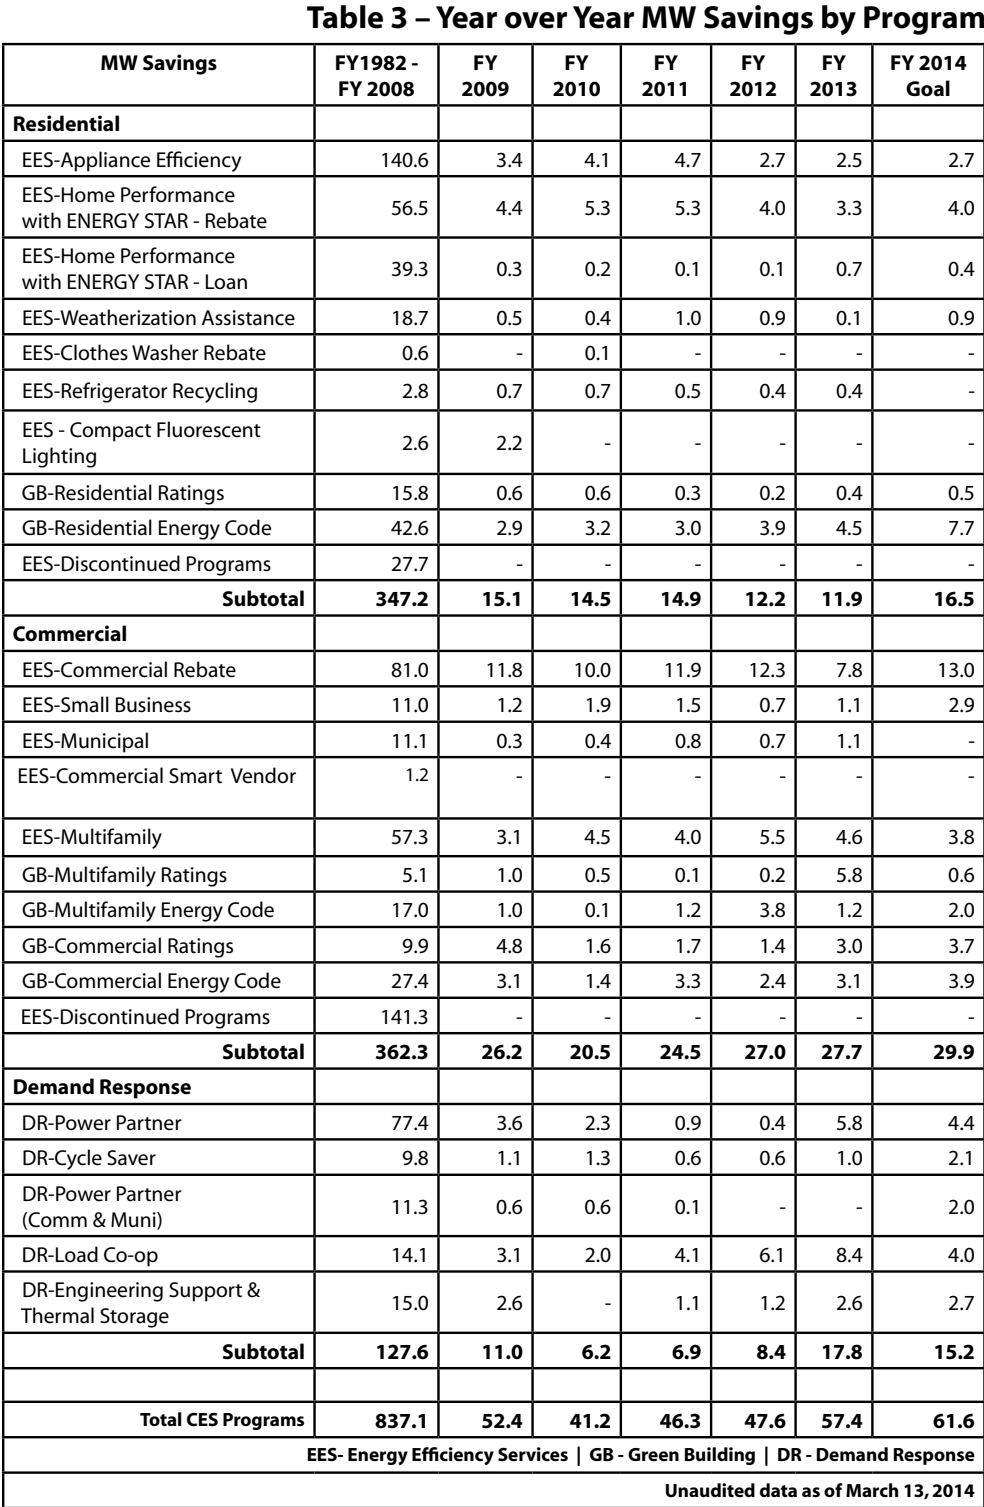 Table 3 – Year over Year MW Savings by Program
MW Savings FY1982 - FY 2008 FY 2009 FY 2010 FY 2011 FY 2012 FY 2013 FY 2014 Goal
Residential
EES-Appliance Efficiency 140.6 3.4 4.1 4.7 2.7 2.5 2.7
EES-Home Performance
with ENERGY STAR - Rebate 56.5 4.4 5.3 5.3 4.0 3.3 4.0
EES-Home Performance
with ENERGY STAR - Loan 39.3 0.3 0.2 0.1 0.1 0.7 0.4
EES-Weatherization Assistance 18.7 0.5 0.4 1.0 0.9 0.1 0.9
EES-Clothes Washer Rebate 0.6 - 0.1 - - - -
EES-Refrigerator Recycling 2.8 0.7 0.7 0.5 0.4 0.4 -
EES - Compact Fluorescent
Lighting 2.6 2.2 - - - - -
GB-Residential Ratings 15.8 0.6 0.6 0.3 0.2 0.4 0.5
GB-Residential Energy Code 42.6 2.9 3.2 3.0 3.9 4.5 7.7
EES-Discontinued Programs 27.7 - - - - - -
Subtotal 347.2 15.1 14.5 14.9 12.2 11.9 16.5
Commercial
EES-Commercial Rebate 81.0 11.8 10.0 11.9 12.3 7.8 13.0
EES-Small Business 11.0 1.2 1.9 1.5 0.7 1.1 2.9
EES-Municipal 11.1 0.3 0.4 0.8 0.7 1.1 -
EES-Commercial Smart Vendor 1.2 - - - - - -
EES-Multifamily 57.3 3.1 4.5 4.0 5.5 4.6 3.8
GB-Multifamily Ratings 5.1 1.0 0.5 0.1 0.2 5.8 0.6
GB-Multifamily Energy Code 17.0 1.0 0.1 1.2 3.8 1.2 2.0
GB-Commercial Ratings 9.9 4.8 1.6 1.7 1.4 3.0 3.7
GB-Commercial Energy Code 27.4 3.1 1.4 3.3 2.4 3.1 3.9
EES-Discontinued Programs 141.3 - - - - - -
Subtotal 362.3 26.2 20.5 24.5 27.0 27.7 29.9
Demand Response
DR-Power Partner 77.4 3.6 2.3 0.9 0.4 5.8 4.4
DR-Cycle Saver 9.8 1.1 1.3 0.6 0.6 1.0 2.1
DR-Power Partner
(Comm & Muni) 11.3 0.6 0.6 0.1 - - 2.0
DR-Load Co-op 14.1 3.1 2.0 4.1 6.1 8.4 4.0
DR-Engineering Support &
Thermal Storage 15.0 2.6 - 1.1 1.2 2.6 2.7
Subtotal 127.6 11.0 6.2 6.9 8.4 17.8 15.2
Total CES Programs 837.1 52.4 41.2 46.3 47.6 57.4 61.6
EES- Energy Efficiency Services | GB - Green Building | DR - Demand Response
Unaudited data as of March 13, 2014